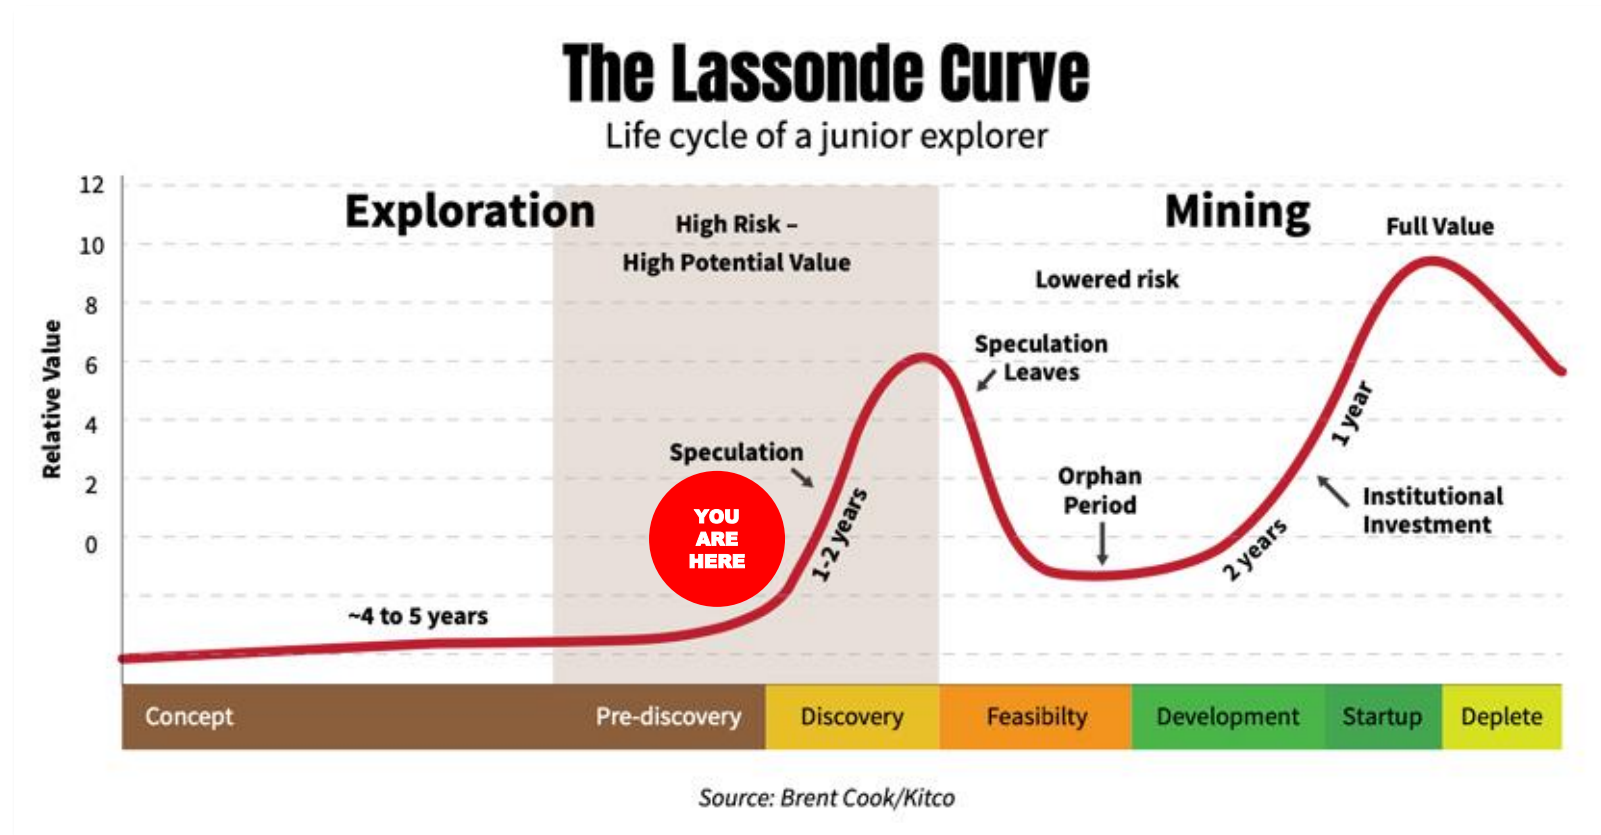 The Lassonde Curve
Life cycle of a junior explorer
12
10
8
6
4
2
0
Relative Value
Exploration
High Risk –
High Potential Value
Mining
Full Value
Lowered risk
Speculation
Leaves
Speculation
YOU
ARE
HERE
1-2 years
Orphan
Period
1 year
Institutional
Investment
2 years
~4 to 5 years
Concept
Pre-discovery
Discovery
Feasibilty
Development
Startup
Deplete
Source: Brent Cook/Kitco